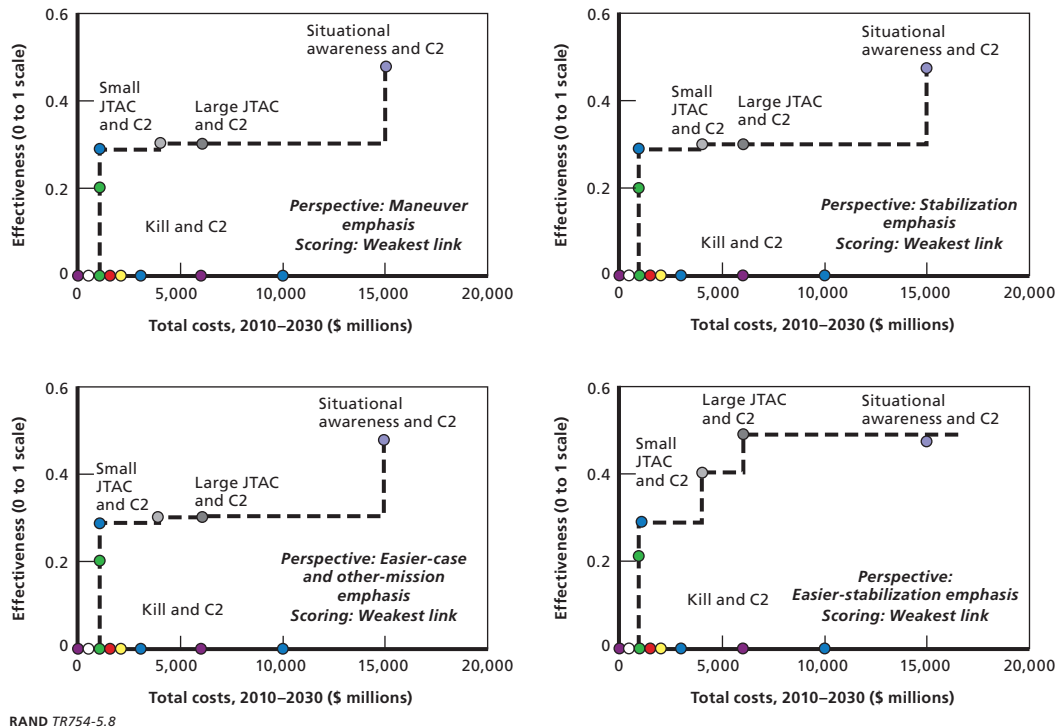 0.6
Situational
awareness and C2
Small
JTAC
and C2
Large JTAC
and C2
0.4
0.2
0
Effectiveness (0 to 1 scale)
Kill and C2
Perspective: Maneuver
emphasis
Scoring: Weakest link
0
5,000
10,000
15,000
20,000
Total costs, 2010–2030 ($ millions)
0.6
Situational
awareness and C2
Small
JTAC
and C2
Large JTAC
and C2
0.4
0.2
0
Effectiveness (0 to 1 scale)
Kill and C2
Perspective: Stabilization
emphasis
Scoring: Weakest link
0
5,000
10,000
15,000
20,000
Total costs, 2010–2030 ($ millions)
0.6
Situational
awareness and C2
Small
JTAC
and C2
Large JTAC
and C2
0.4
0.2
0
Effectiveness (0 to 1 scale)
Kill and C2
Perspective: Easier-case
and other-mission
emphasis
Scoring: Weakest link
0
5,000
10,000
15,000
20,000
Total costs, 2010–2030 ($ millions)
0.6
Large JTAC
and C2
Situational
awareness and C2
Small
JTAC
and C2
0.4
0.2
0
Effectiveness (0 to 1 scale)
Kill and C2
Perspective:
Easier-stabilization emphasis
Scoring: Weakest link
0
5,000
10,000
15,000
20,000
Total costs, 2010–2030 ($ millions)
RAND TR754-5.8